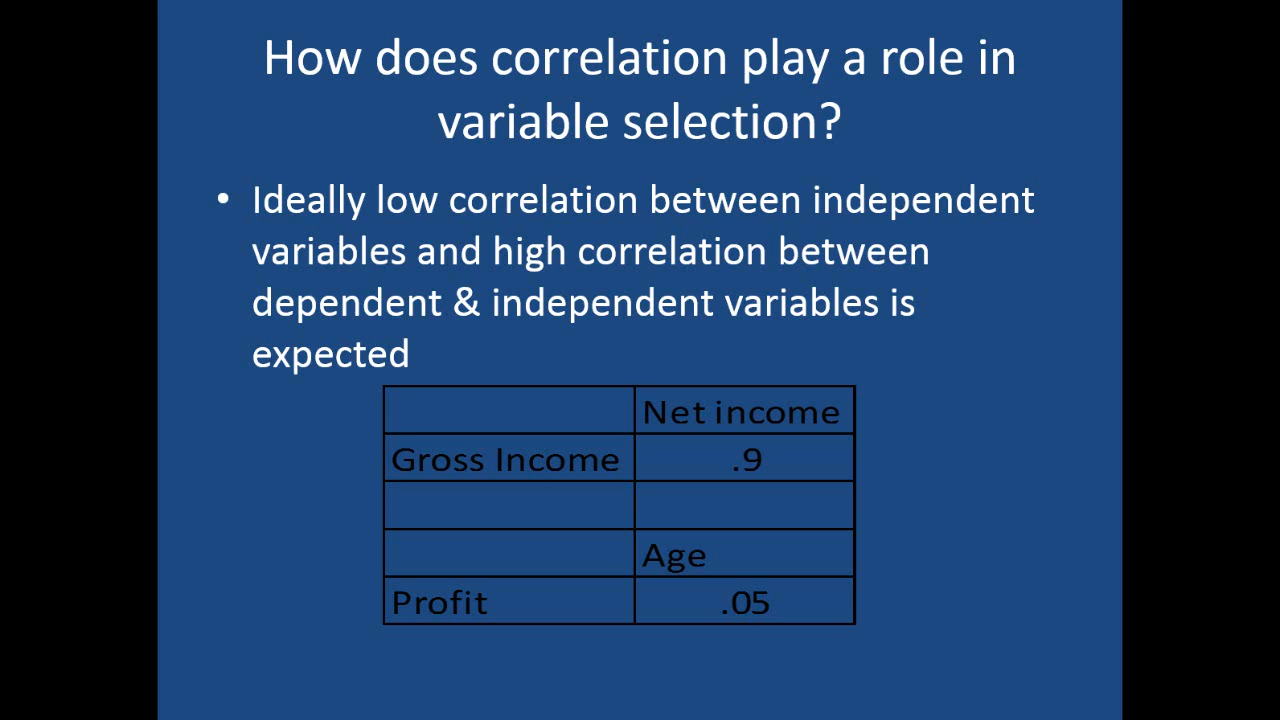 How does correlation play a role in
variable selection?
• Ideally low correlation between independent
variables and high correlation between
dependent & independent variables is
expected
Net income
Gross Income .9
Age
Profit .05